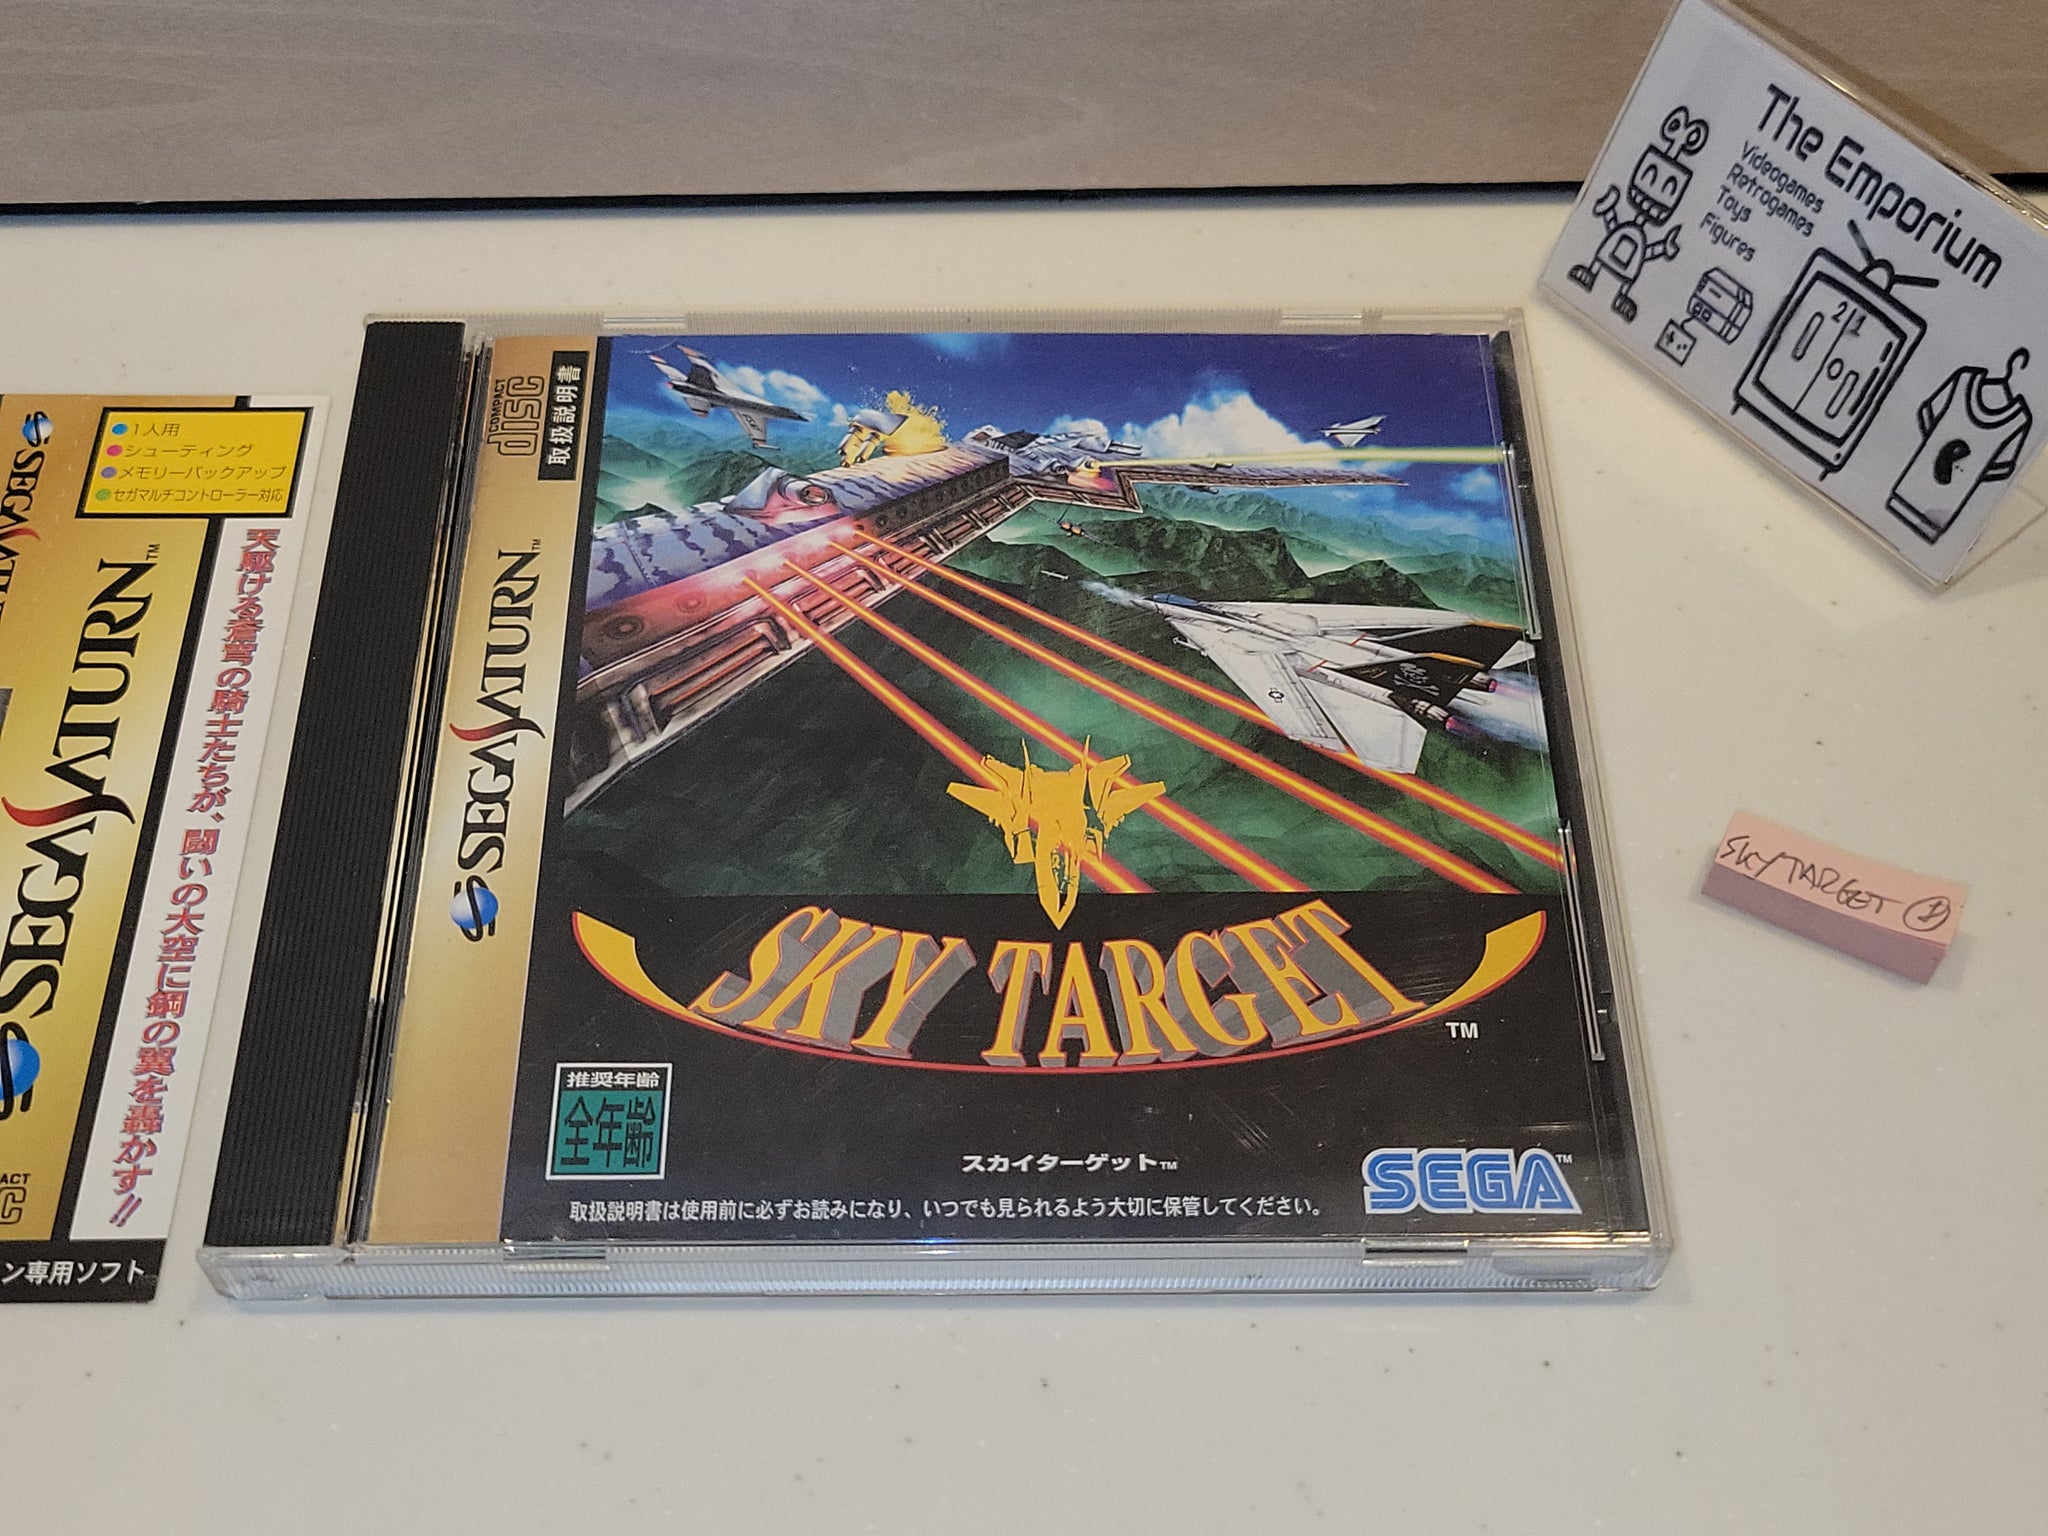 The Emporium
Videogames
Retrogames
Toys
Figures
21
1人用
シューティング
メモリーバックアップ
セガマルチコントローラー対応
SEGA SATURN™
天駆ける蒼穹の騎士たちが、闘いの大空に鋼の翼を轟かす!!
ン専用ソフト
COMPACT
disc
取扱説明書
SEGA SATURN™
SKY TARGET
TM
推奨年齢
全年齢
スカイターゲット™
SEGA™
取扱説明書は使用前に必ずお読みになり、いつでも見られるよう大切に保管してください。
SKY TARGET